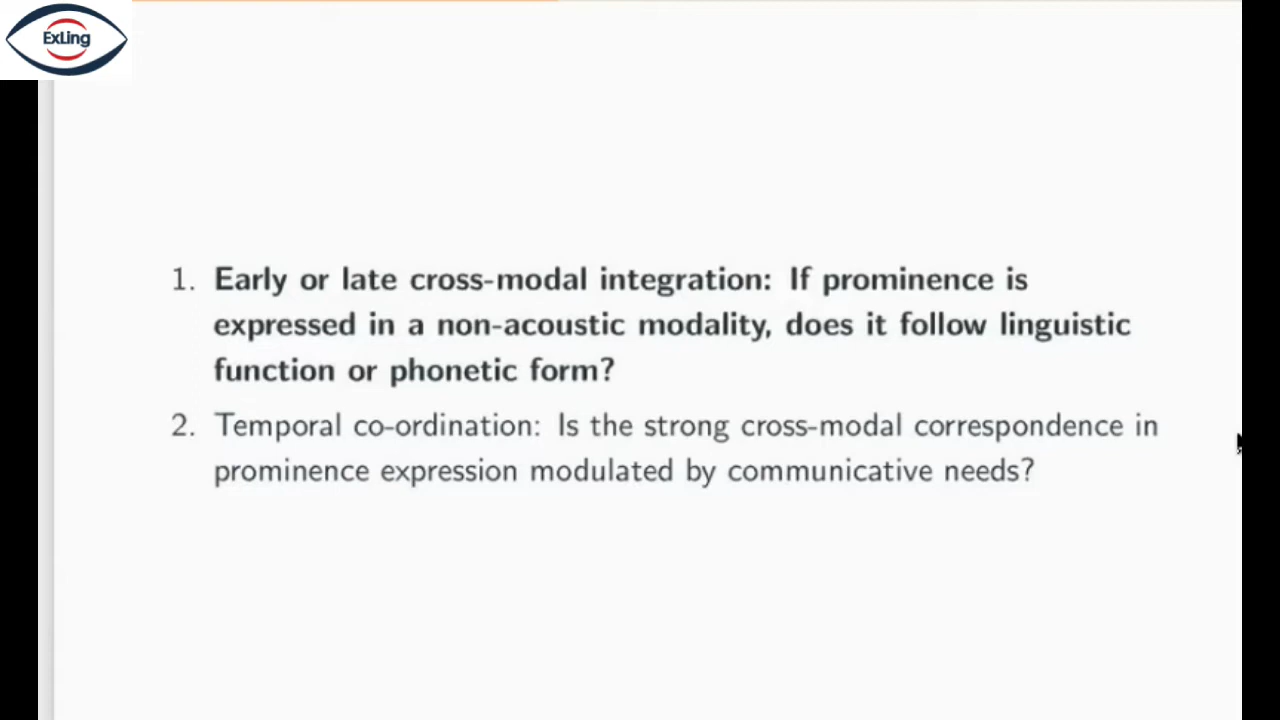 ExLing
1. Early or late cross-modal integration: If prominence is
expressed in a non-acoustic modality, does it follow linguistic
function or phonetic form?
2. Temporal co-ordination: Is the strong cross-modal correspondence in
prominence expression modulated by communicative needs?